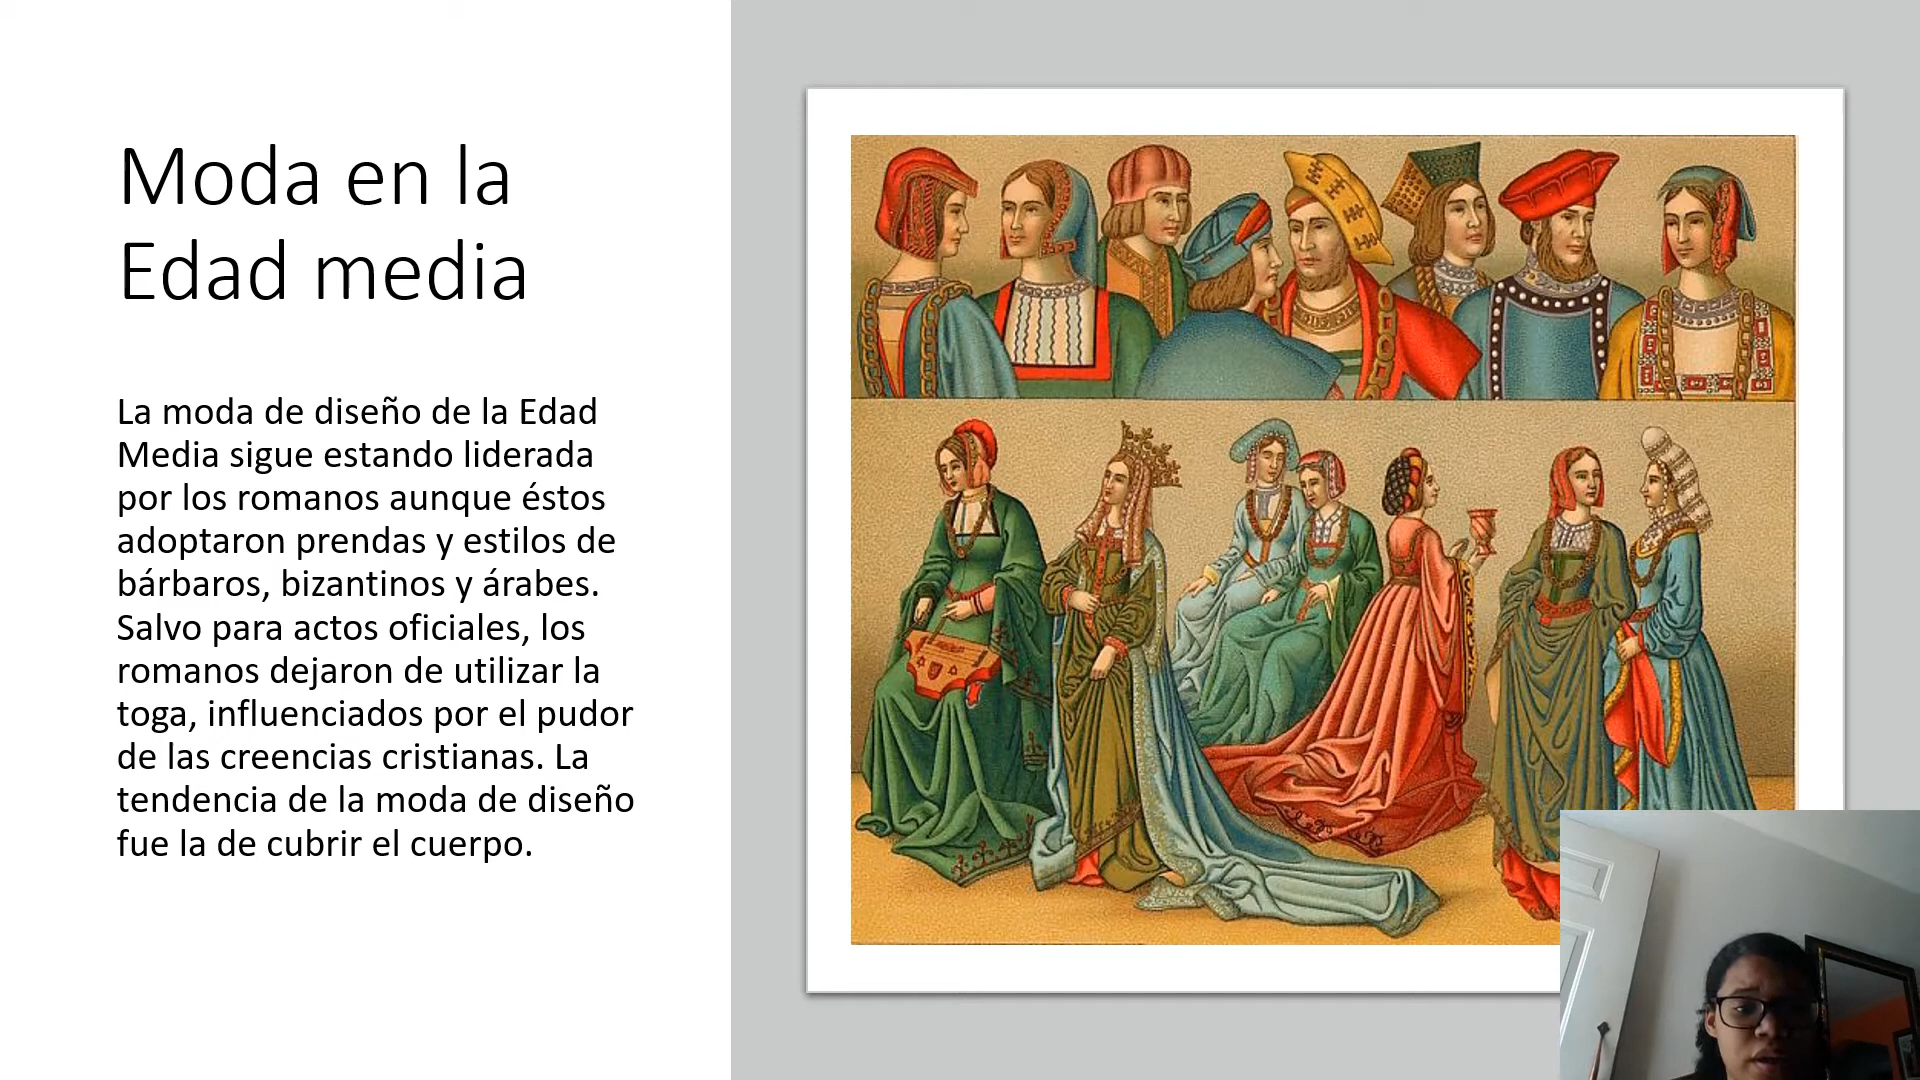 Moda en la
Edad media
La moda de diseño de la Edad
Media sigue estando liderada
por los romanos aunque éstos
adoptaron prendas y estilos de
bárbaros, bizantinos y árabes.
Salvo para actos oficiales, los
romanos dejaron de utilizar la
toga, influenciados por el pudor
de las creencias cristianas. La
tendencia de la moda de diseño
fue la de cubrir el cuerpo.